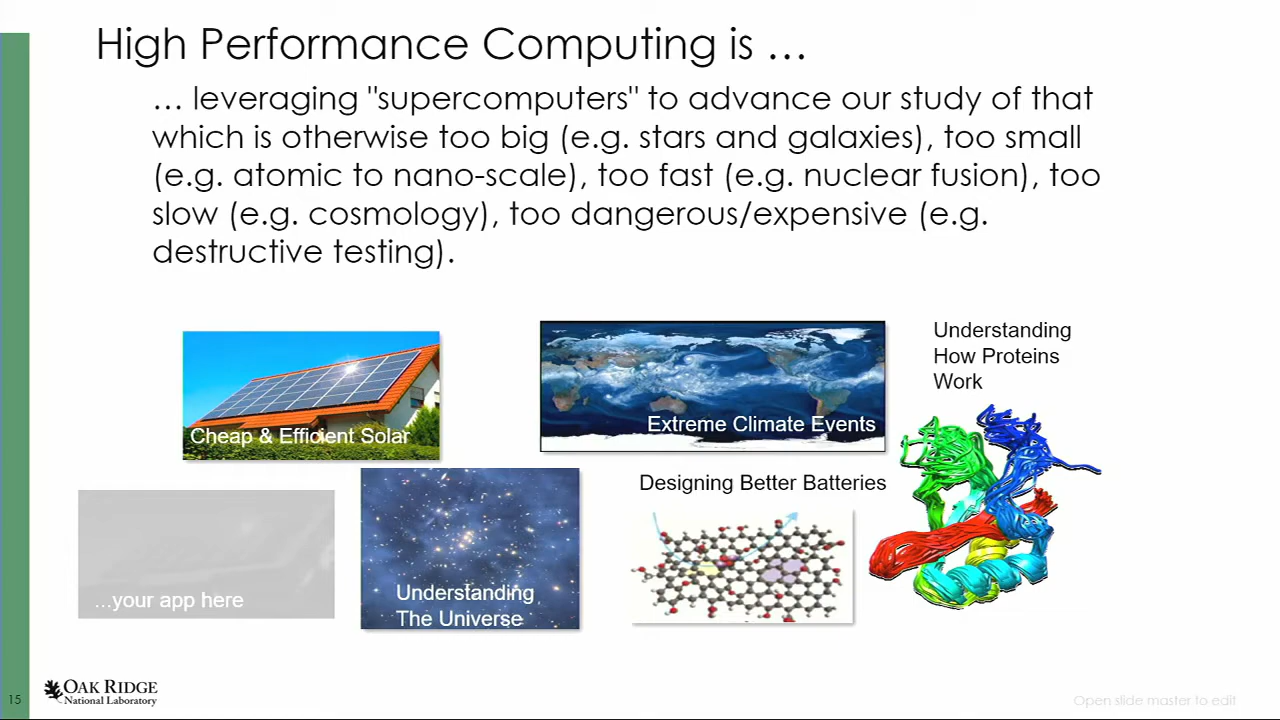 High Performance Computing is …
… leveraging "supercomputers" to advance our study of that
which is otherwise too big (e.g. stars and galaxies), too small
(e.g. atomic to nano-scale), too fast (e.g. nuclear fusion), too
slow (e.g. cosmology), too dangerous/expensive (e.g.
destructive testing).
Cheap & Efficient Solar
Extreme Climate Events
Understanding
How Proteins
Work
...your app here
Understanding
The Universe
Designing Better Batteries
15
OAK RIDGE
National Laboratory
Open slide master to edit